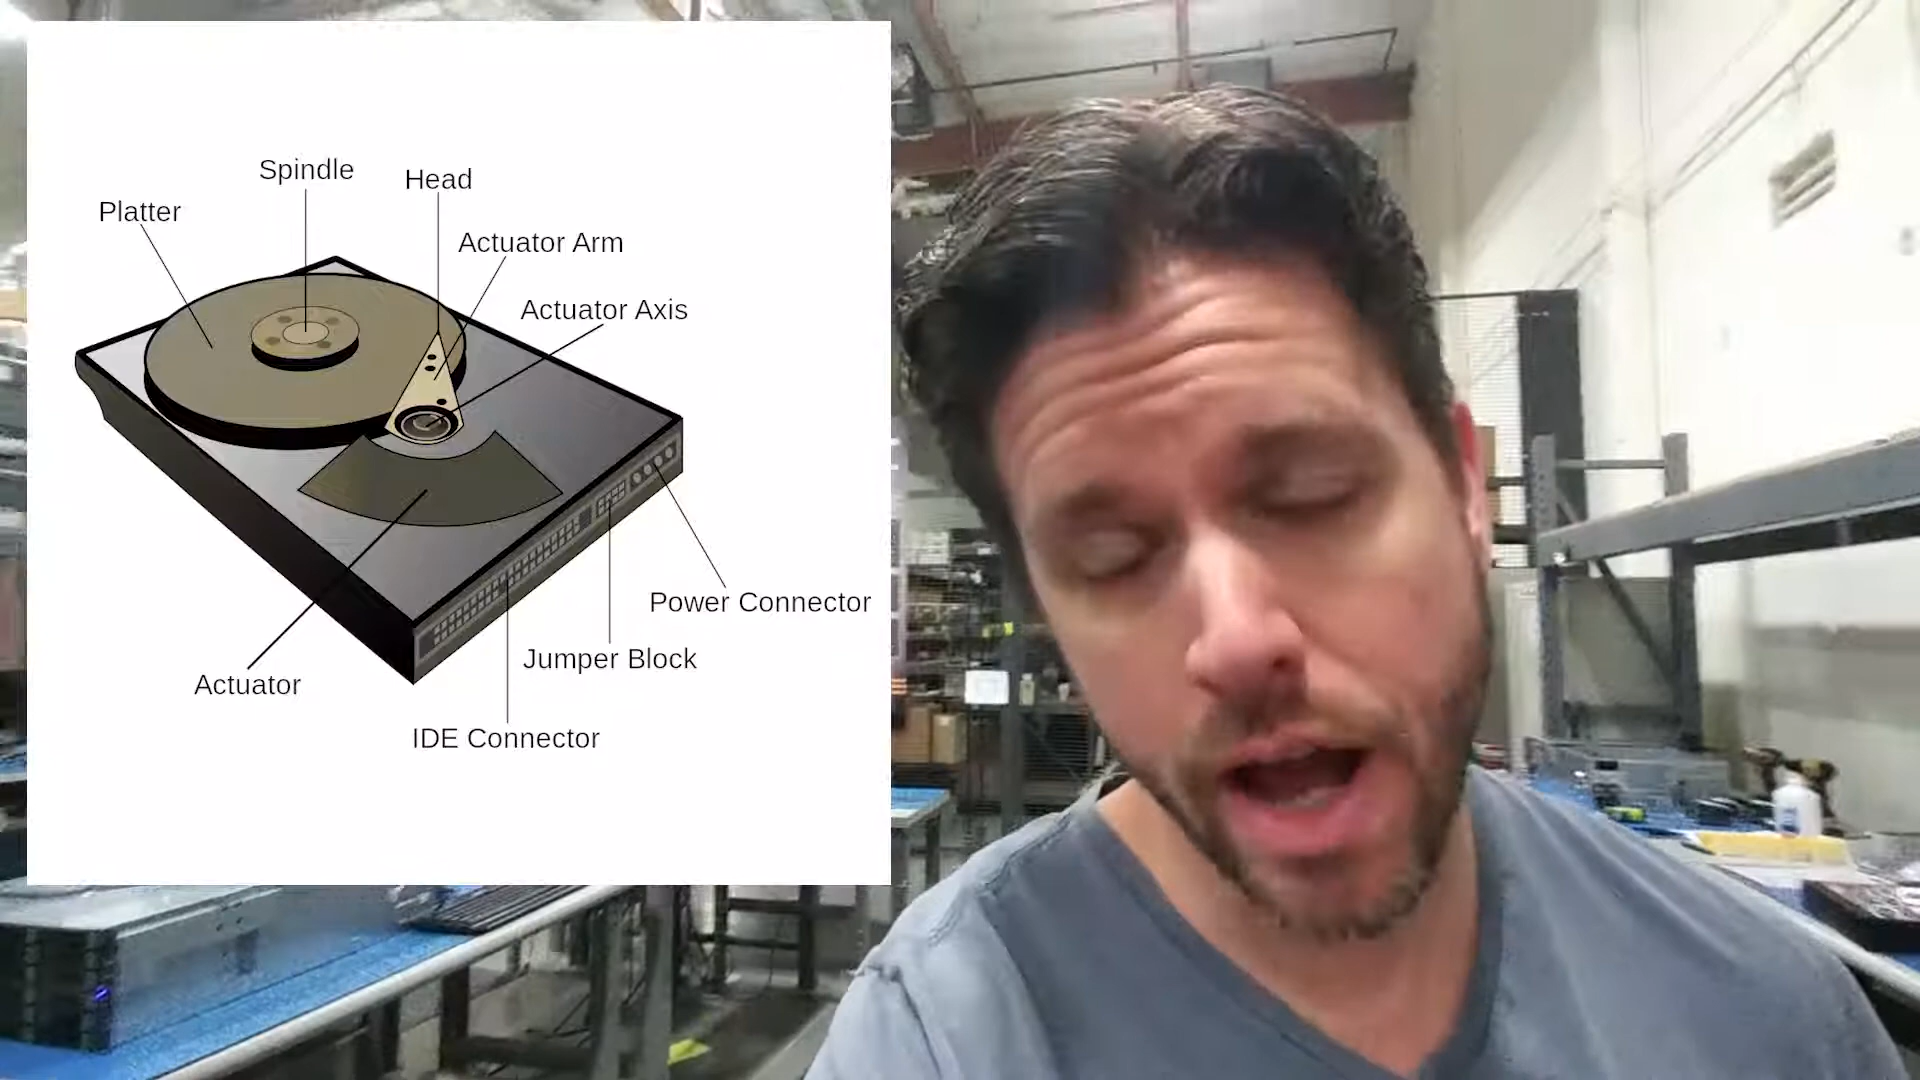 Spindle
Head
Platter
Actuator Arm
Actuator Axis
Power Connector
Jumper Block
Actuator
IDE Connector